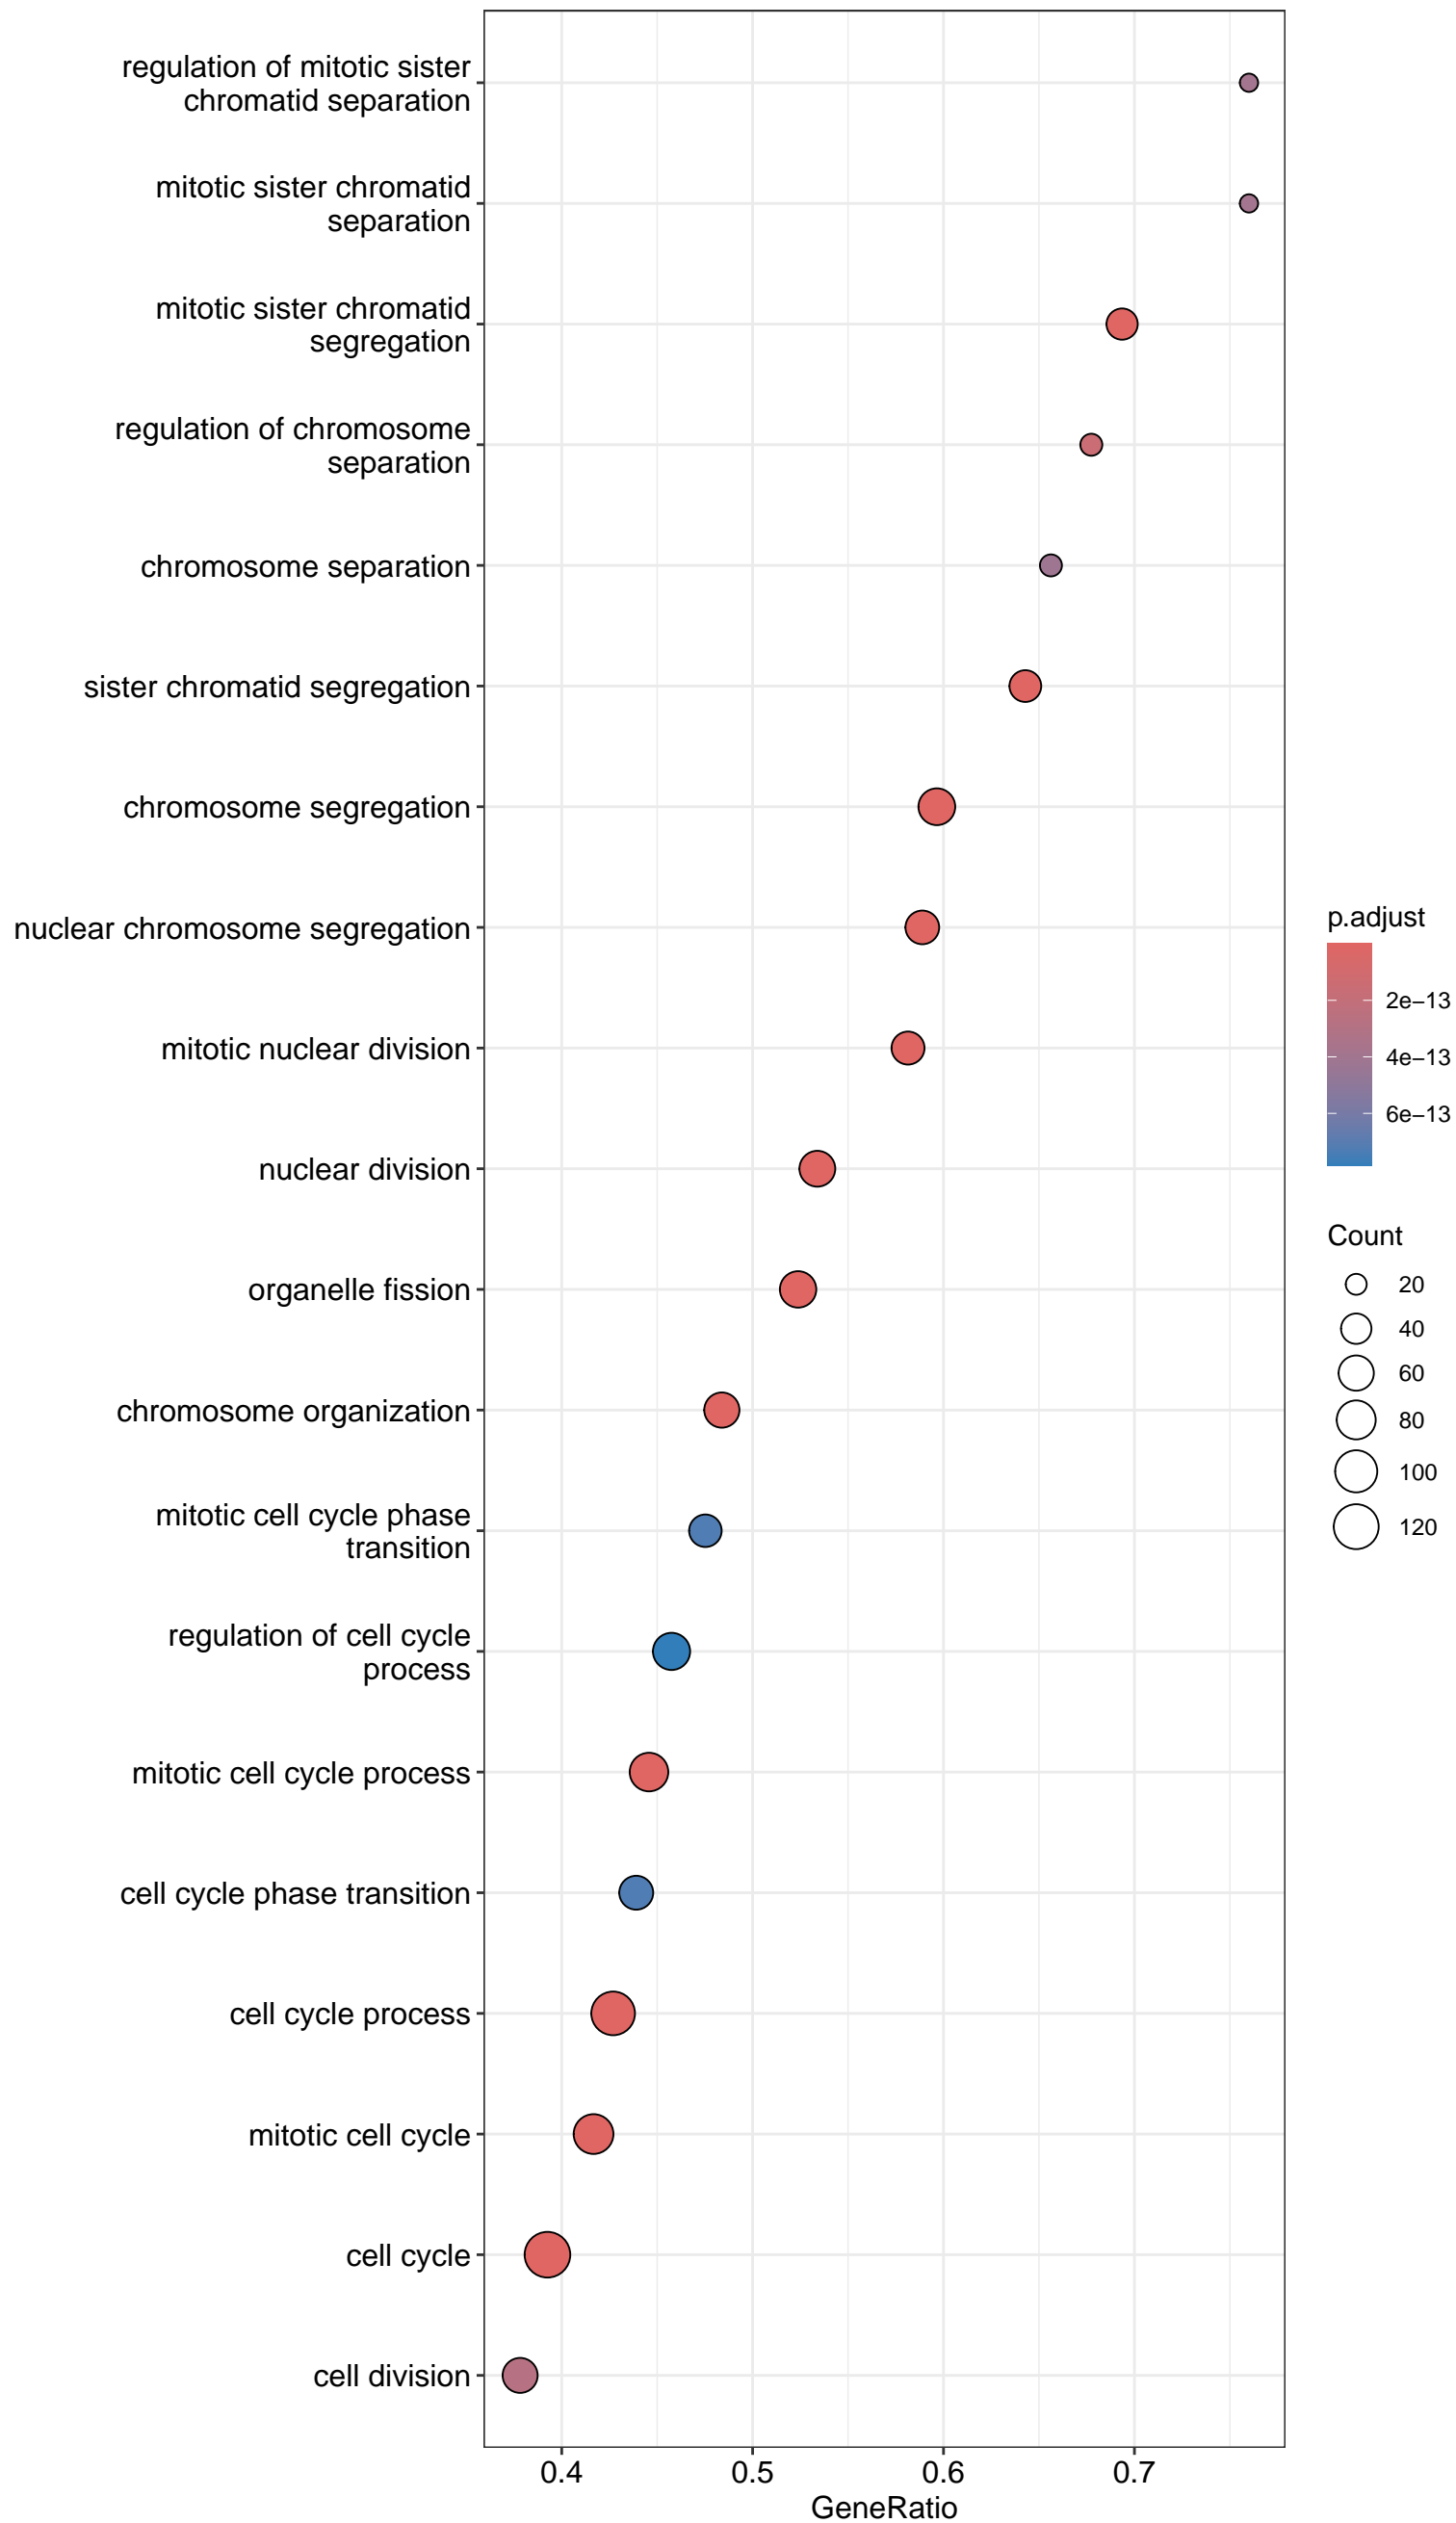 regulation of mitotic sister
chromatid separation
mitotic sister chromatid
separation
mitotic sister chromatid
segregation
regulation of chromosome
separation
chromosome separation
sister chromatid segregation
chromosome segregation
nuclear chromosome segregation
mitotic nuclear division
nuclear division
organelle fission
chromosome organization
mitotic cell cycle phase
transition
regulation of cell cycle
process
mitotic cell cycle process
cell cycle phase transition
cell cycle process
mitotic cell cycle
cell cycle
cell division
0.4 0.5 0.6 0.7
GeneRatio
p.adjust
2e−13
4e−13
6e−13
Count
20
40
60
80
100
120